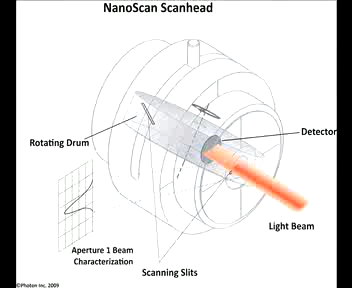 NanoScan Scanhead
Rotating Drum
Detector
Light Beam
Aperture 1 Beam
Characterization
Scanning Slits
©Photon Inc. 2009